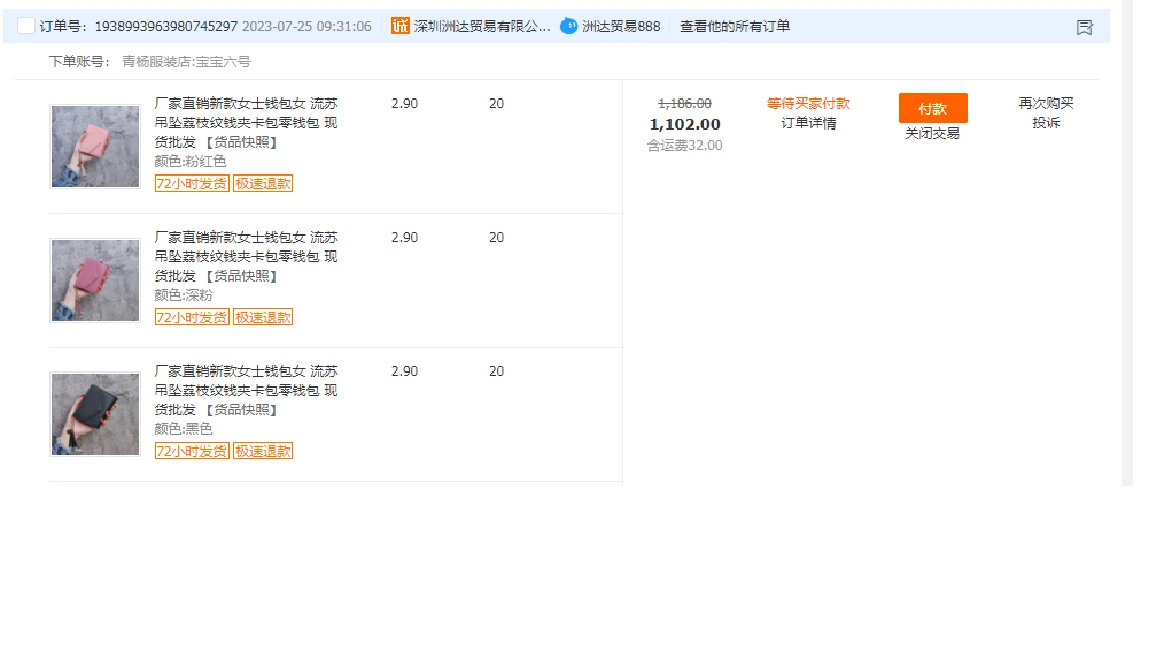 订单号：1938993963980745297 2023-07-25 09:31:06 诚 深圳洲达贸易有限公... 洲达贸易888 查看他的所有订单
下单账号： 青杨服装店:宝宝六号
厂家直销新款女士钱包女 流苏 2.90 20 1,186.00 等待买家付款 付款 再次购买
吊坠荔枝纹钱夹卡包零钱包 现 1,102.00 订单详情 关闭交易 投诉
货批发 【货品快照】 含运费32.00
颜色:粉红色
72小时发货 极速退款
厂家直销新款女士钱包女 流苏 2.90 20
吊坠荔枝纹钱夹卡包零钱包 现
货批发 【货品快照】
颜色:深粉
72小时发货 极速退款
厂家直销新款女士钱包女 流苏 2.90 20
吊坠荔枝纹钱夹卡包零钱包 现
货批发 【货品快照】
颜色:黑色
72小时发货 极速退款